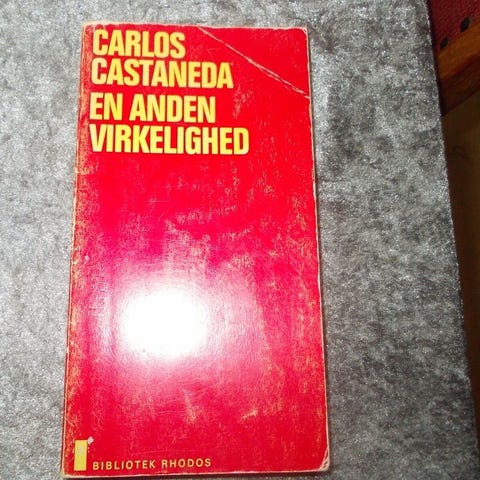 CARLOS
CASTANEDA
EN ANDEN
VIRKELIGHED
BIBLIOTEK RHODOS